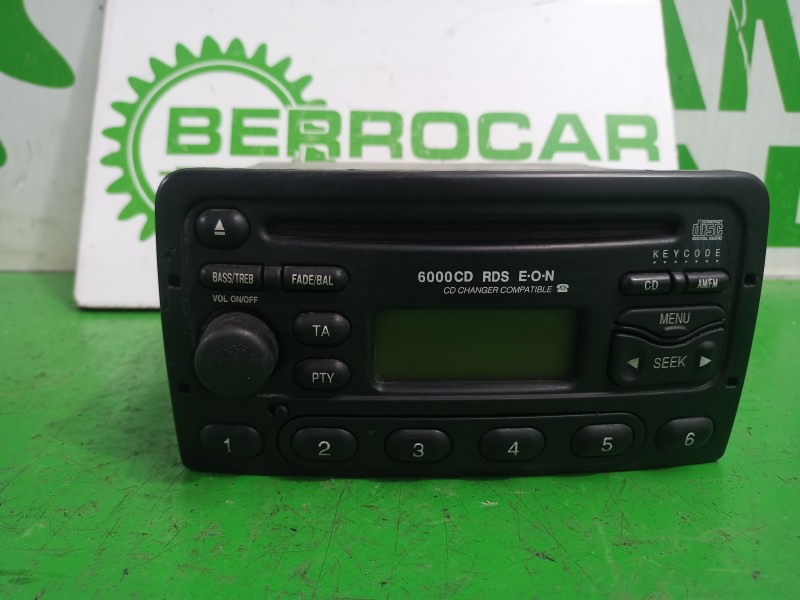 BERROCAR
COMPACT
disc
DIGITAL AUDIO
KEYCODE
6000CD RDS E·O·N
CD CHANGER COMPATIBLE
BASS/TREB
FADE/BAL
CD
AM/FM
VOL ON/OFF
TA
MENU
SEEK
PTY
1
2
3
4
5
6